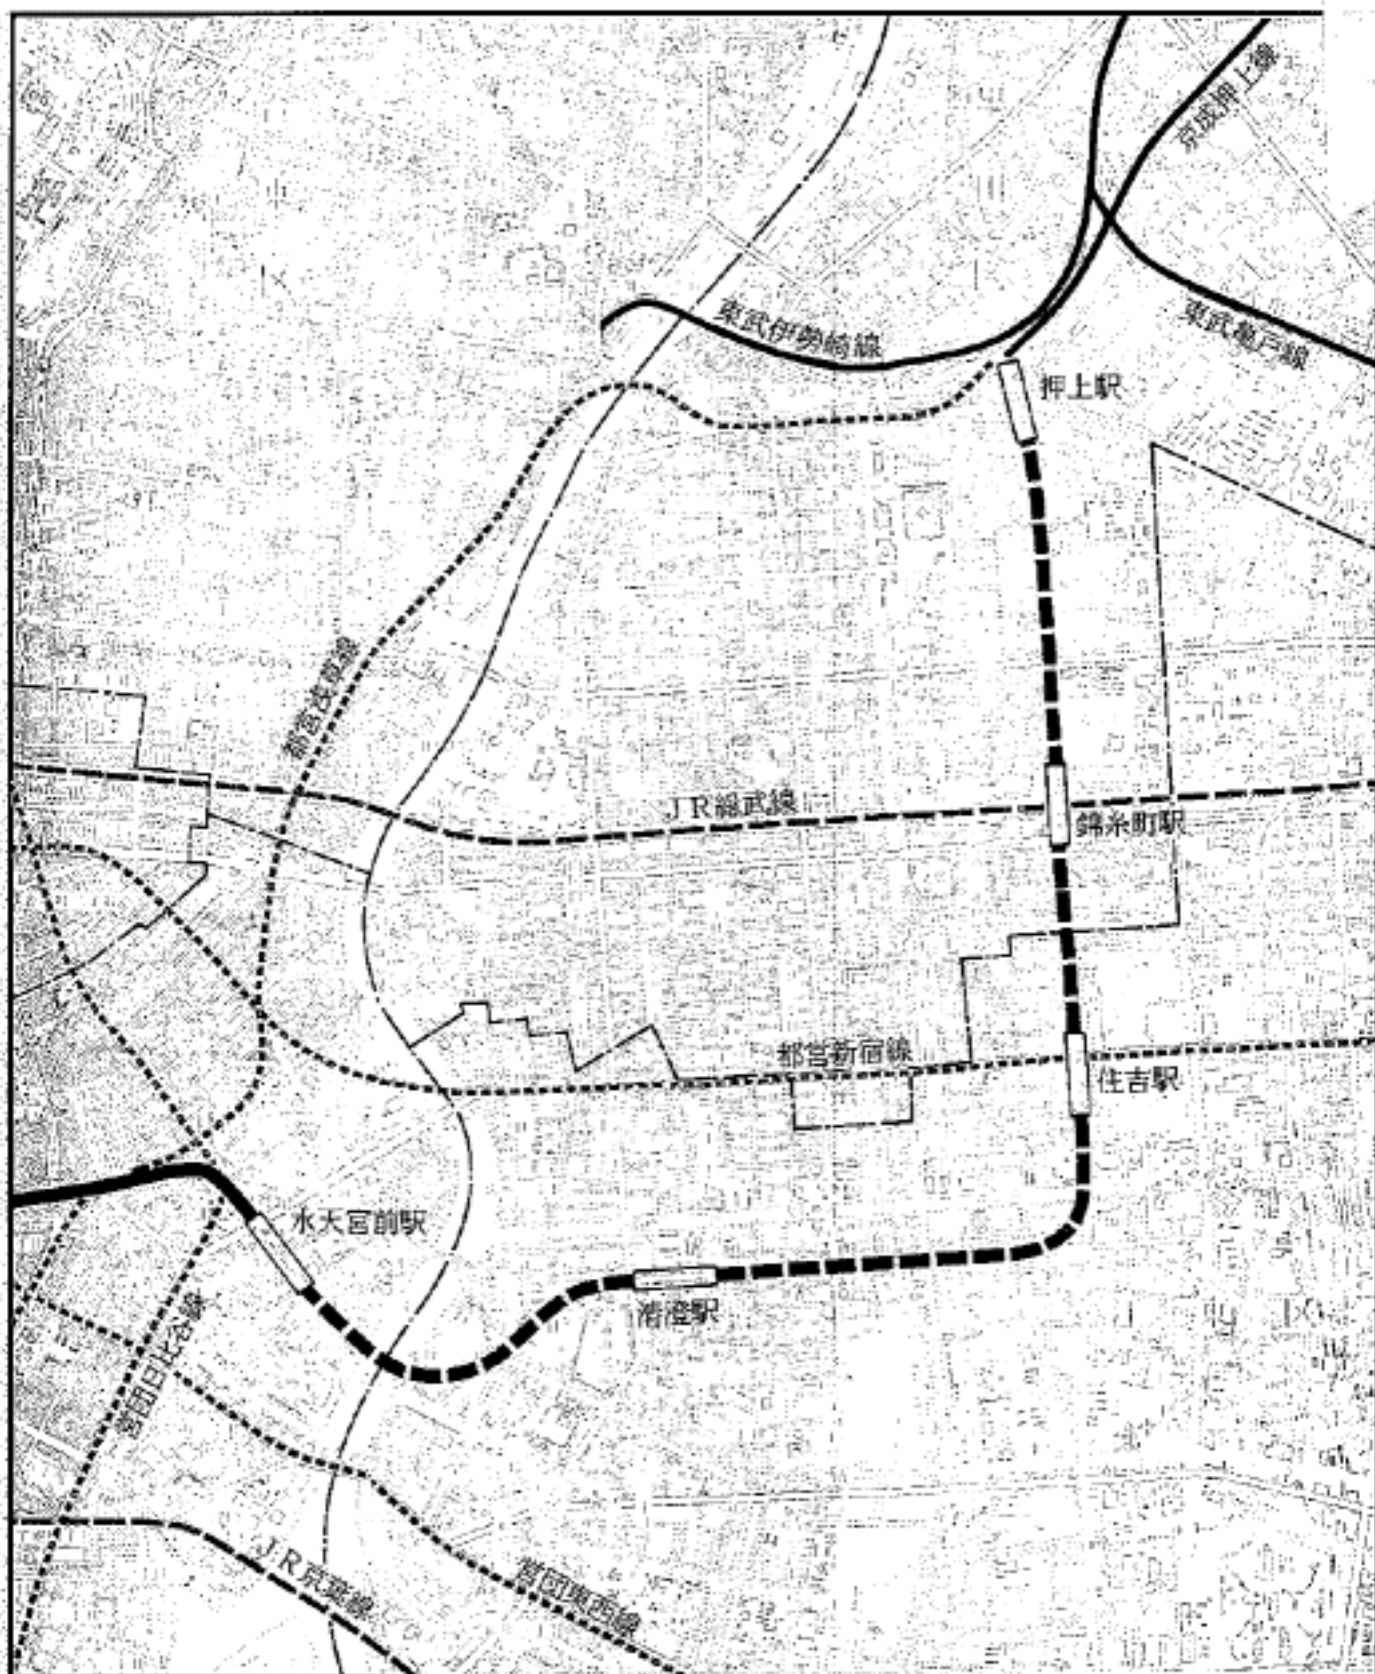 京成押上線
東武伊勢崎線
東武亀戸線
押上駅
都営浅草線
JR総武線
錦糸町駅
都営新宿線
住吉駅
水天宮前駅
清澄駅
営団日比谷線
JR京葉線
営団東西線